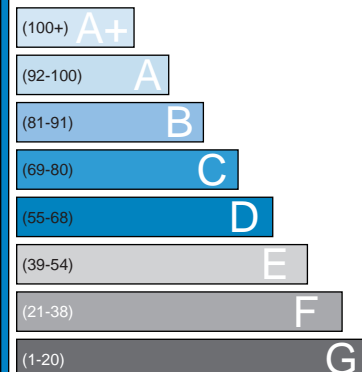 (100+) A+
(92-100) A
(81-91) B
(69-80) C
(55-68) D
(39-54) E
(21-38) F
(1-20) G